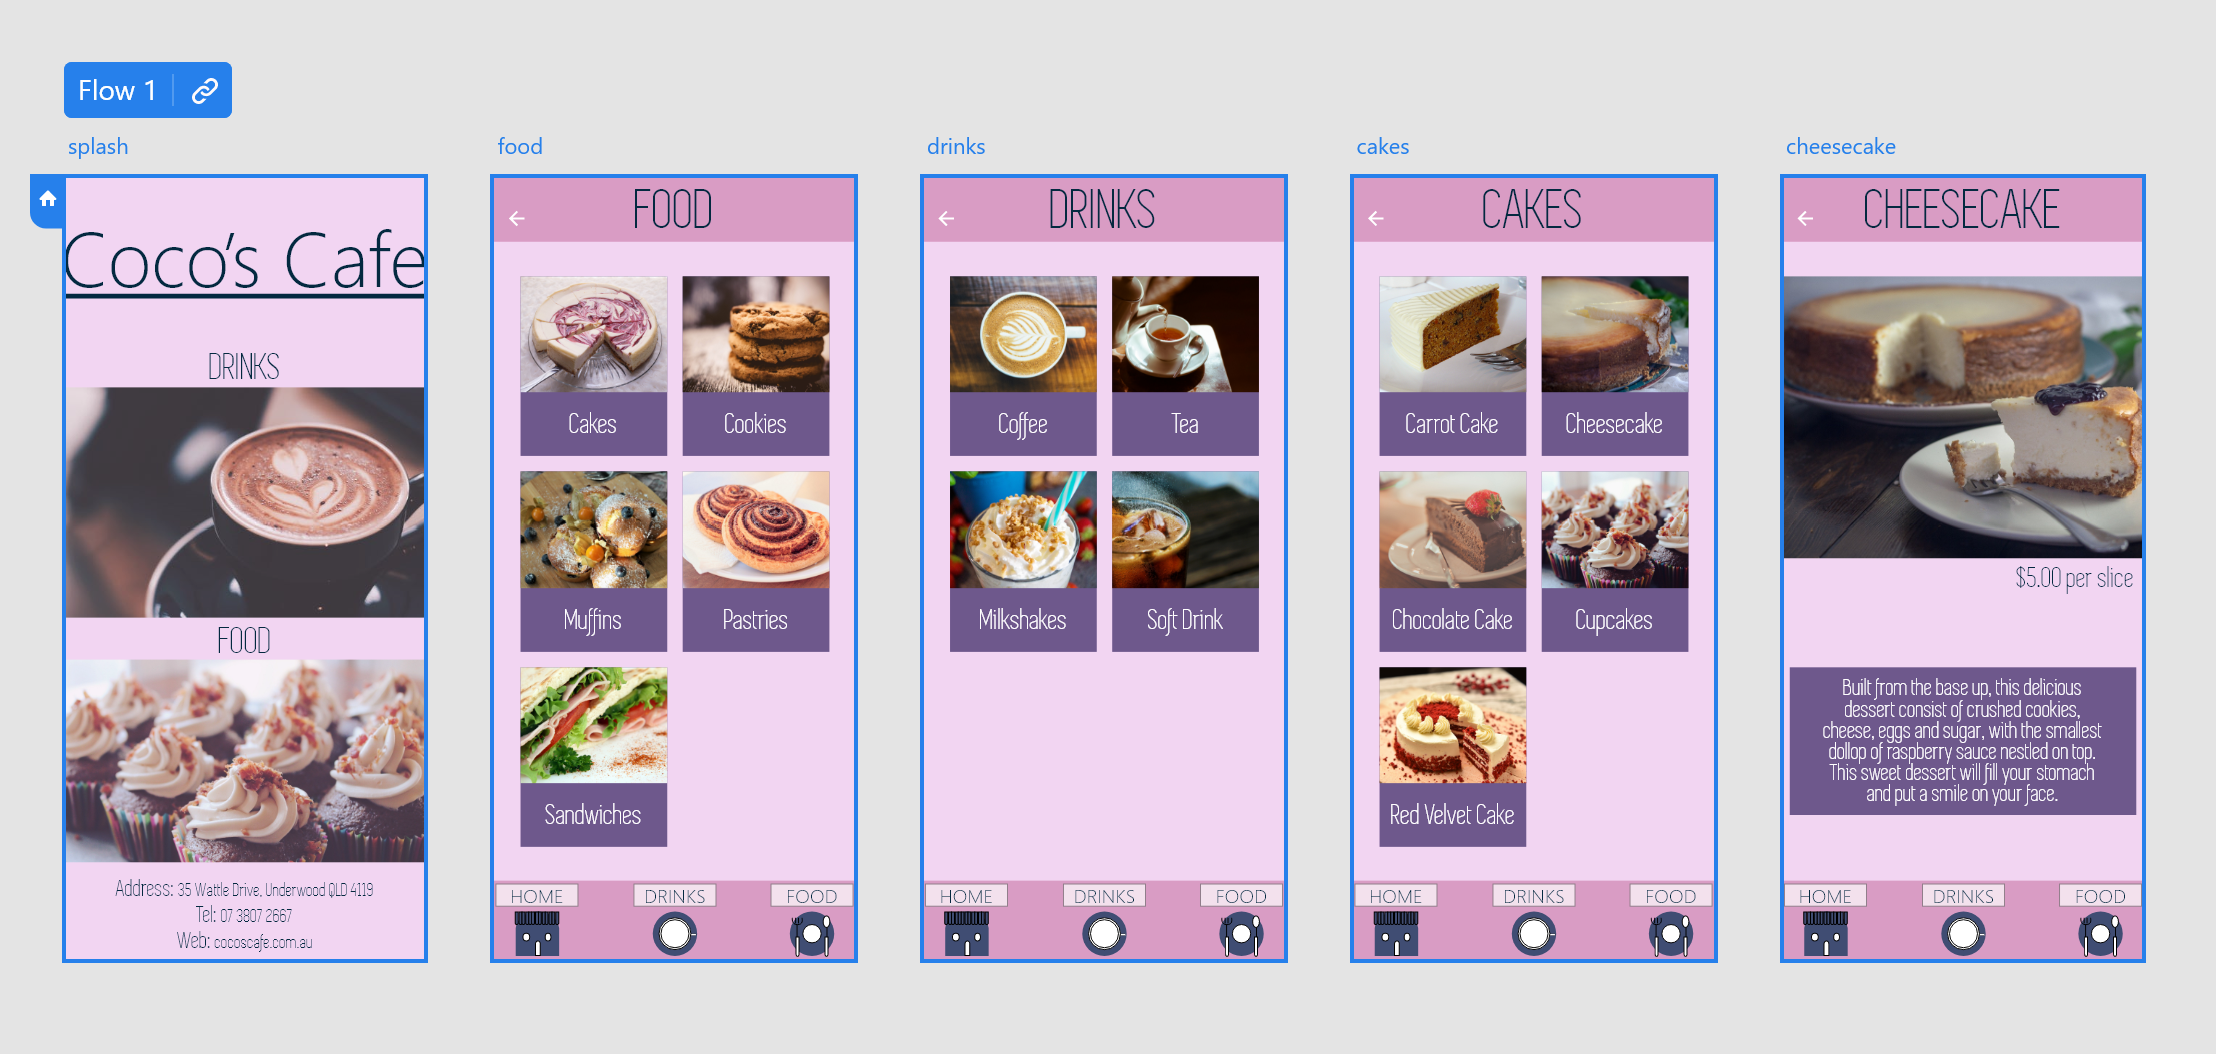 Flow 1
splash
Coco's Cafe
DRINKS
FOOD
Address: 35 Wattle Drive, Underwood QLD 4119
Tel: 07 3807 2667
Web: cocoscafe.com.au
food
FOOD
Cakes
Cookies
Muffins
Pastries
Sandwiches
HOME
DRINKS
FOOD
drinks
DRINKS
Coffee
Tea
Milkshakes
Soft Drink
HOME
DRINKS
FOOD
cakes
CAKES
Carrot Cake
Cheesecake
Chocolate Cake
Cupcakes
Red Velvet Cake
HOME
DRINKS
FOOD
cheesecake
CHEESECAKE
$5.00 per slice
Built from the base up, this delicious
dessert consist of crushed cookies,
cheese, eggs and sugar, with the smallest
dollop of raspberry sauce nestled on top.
This sweet dessert will fill your stomach
and put a smile on your face.
HOME
DRINKS
FOOD